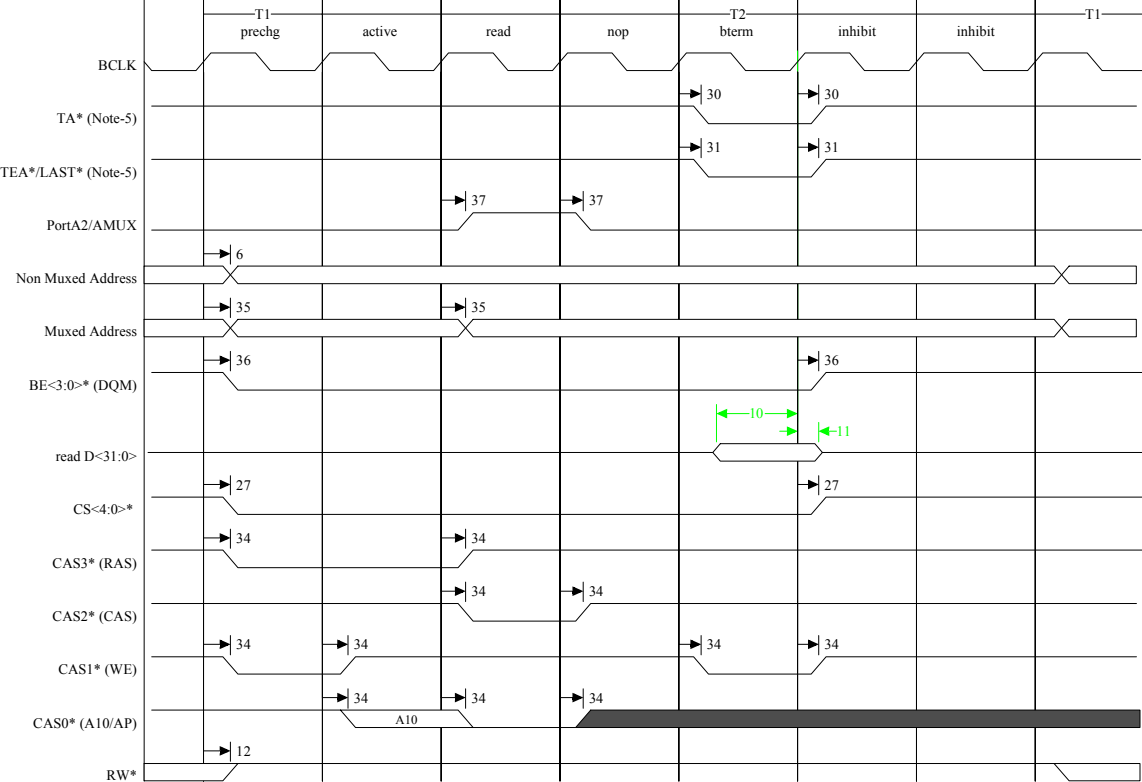 T1 T2 T1
prechg active read nop bterm inhibit inhibit
BCLK
30 30
TA* (Note-5)
31 31
TEA*/LAST* (Note-5)
37 37
PortA2/AMUX
6
Non Muxed Address
35 35
Muxed Address
36 36
BE<3:0>* (DQM)
10
11
read D<31:0>
27 27
CS<4:0>*
34 34
CAS3* (RAS)
34 34
CAS2* (CAS)
34 34 34 34
CAS1* (WE)
34 34 34
CAS0* (A10/AP) A10
12
RW*